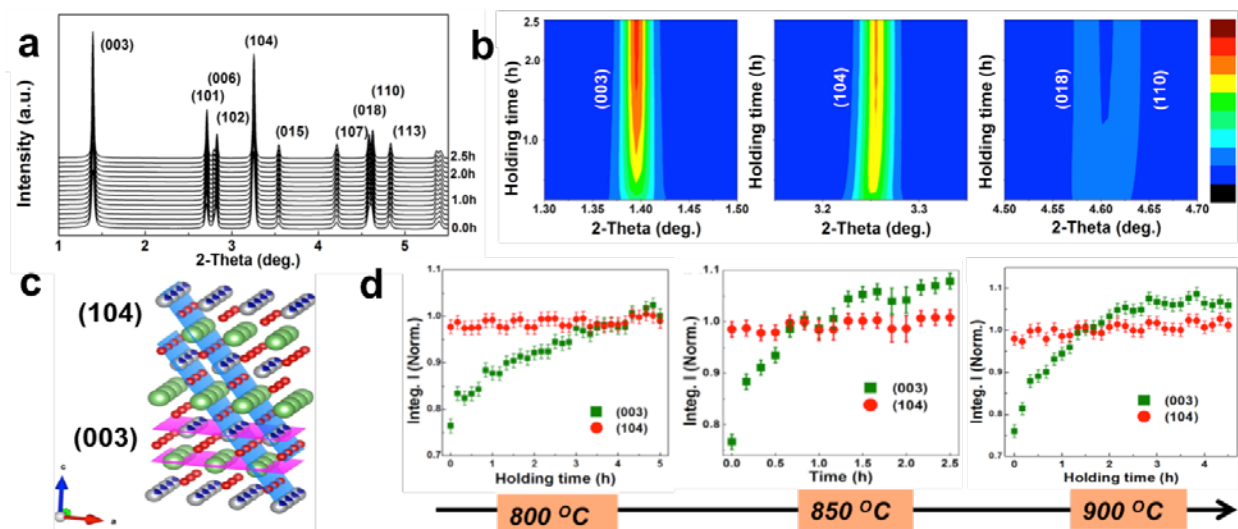 a
(003)
(104)
(006)
(110)
(101)
(018)
(102)
(015)
(107)
(113)
2.5h
2.0h
1.0h
0.0h
Intensity (a.u.)
1 2 3 4 5
2-Theta (deg.)
b
Holding time (h)
2.5
2.0
1.0
(003)
1.30 1.35 1.40 1.45 1.50
2-Theta (deg.)
Holding time (h)
(104)
3.2 3.3
2-Theta (deg.)
Holding time (h)
(018)
(110)
4.50 4.55 4.60 4.65 4.70
2-Theta (deg.)
c
(104)
(003)
c
a
d
Integ. I (Norm.)
1.1
1.0
0.9
0.8
0.7
(003)
(104)
0 1 2 3 4 5
Holding time (h)
Integ. I (Norm.)
1.1
1.0
0.9
0.8
(003)
(104)
0.0 0.5 1.0 1.5 2.0 2.5
Time (h)
Integ. I (Norm.)
1.1
1.0
0.9
0.8
0.7
(003)
(104)
0 1 2 3 4
Holding time (h)
800 °C
850 °C
900 °C